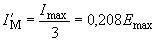 I′M = Imax/3 = 0,208Emax